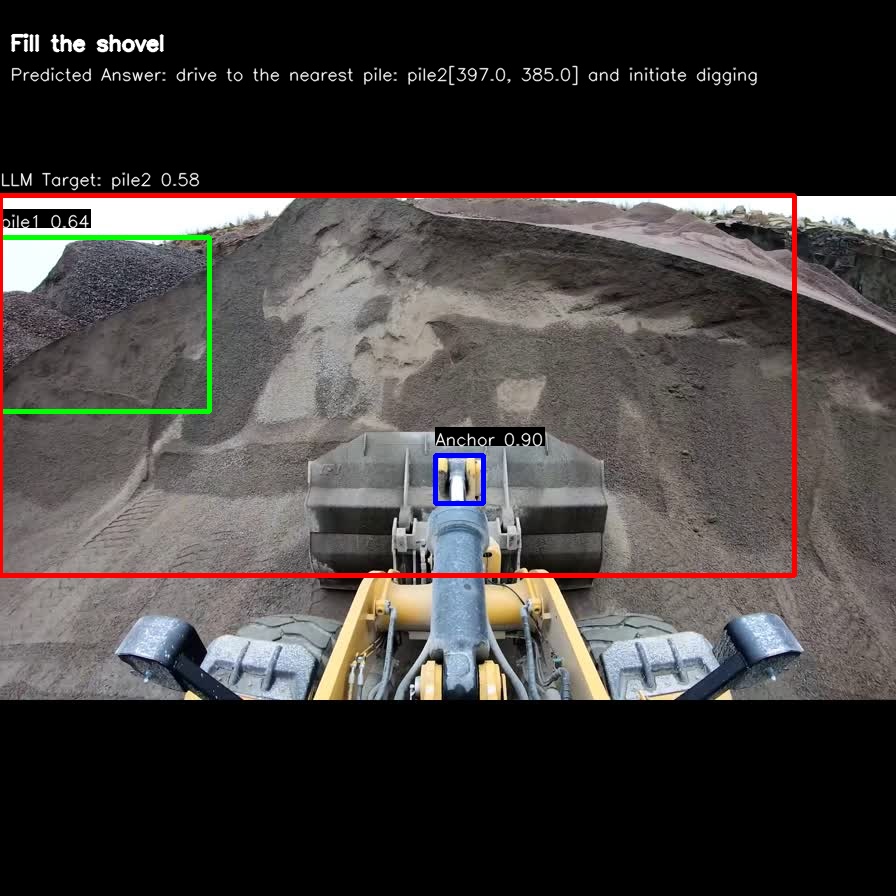 Fill the shovel
Predicted Answer: drive to the nearest pile: pile2[397.0, 385.0] and initiate digging
LLM Target: pile2 0.58
pile1 0.64
Anchor 0.90